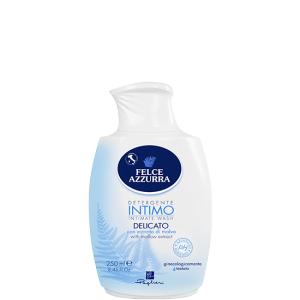 FELCE
AZZURRA
DETERGENTE
INTIMO
INTIMATE WASH
DELICATO
con estratto di malva
with mallow extract
250 ml e
8.45 fl.oz.
ginecologicamente
testato
Paglieri